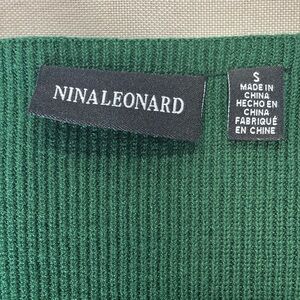 NINALEONARD
S
MADE IN
CHINA
HECHO EN
CHINA
FABRIQUÉ
EN CHINE